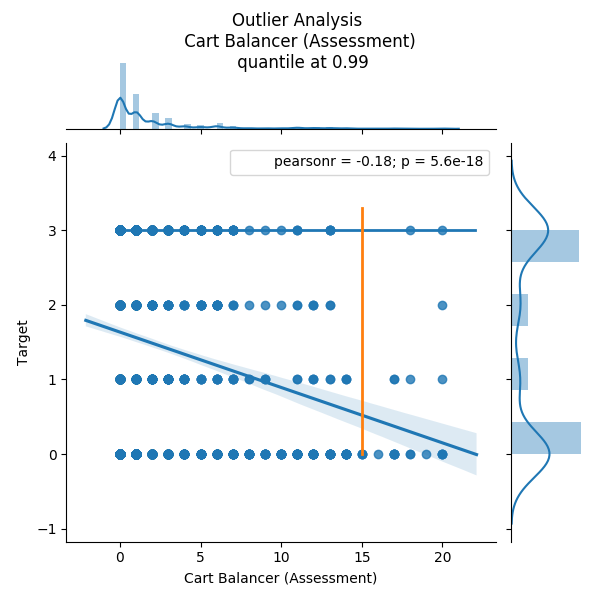 Outlier Analysis
Cart Balancer (Assessment)
quantile at 0.99
pearsonr = -0.18; p = 5.6e-18
4
3
2
1
0
−1
Target
0 5 10 15 20
Cart Balancer (Assessment)